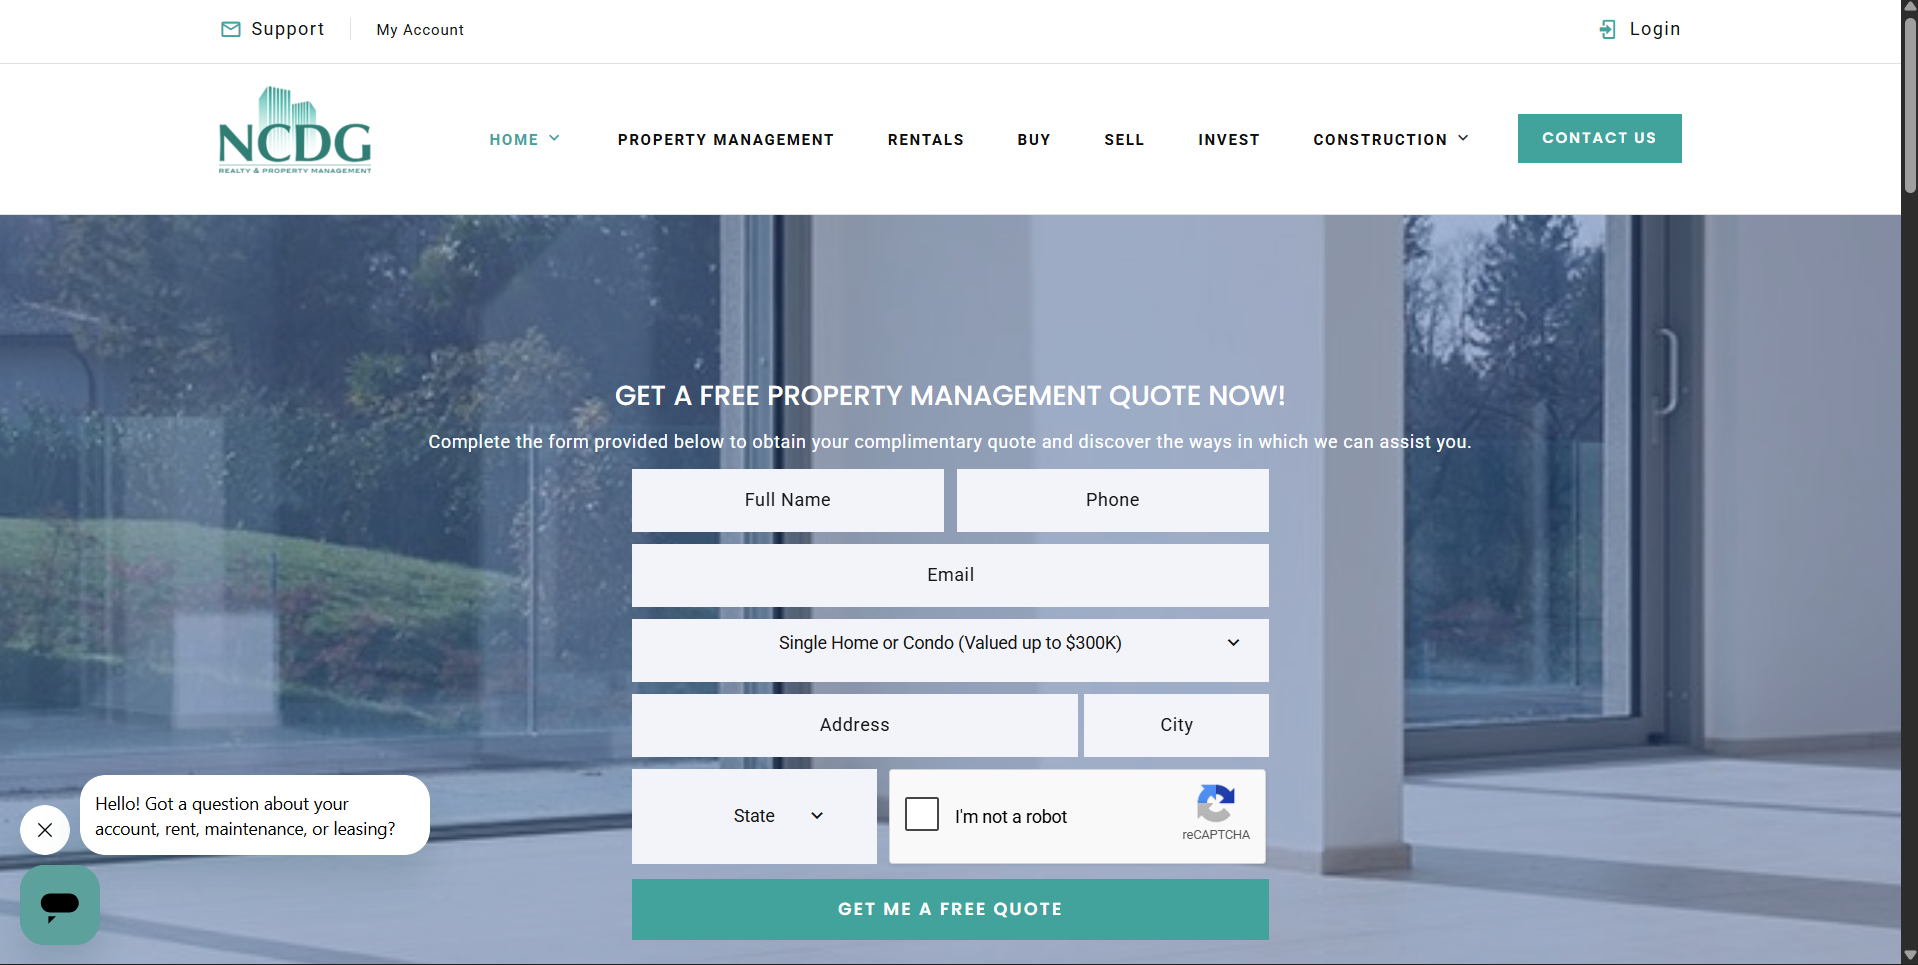 Support
My Account
Login
NCDG
REALTY & PROPERTY MANAGEMENT
HOME
PROPERTY MANAGEMENT
RENTALS
BUY
SELL
INVEST
CONSTRUCTION
CONTACT US
GET A FREE PROPERTY MANAGEMENT QUOTE NOW!
Complete the form provided below to obtain your complimentary quote and discover the ways in which we can assist you.
Full Name
Phone
Email
Single Home or Condo (Valued up to $300K)
Address
City
State
I'm not a robot
reCAPTCHA
GET ME A FREE QUOTE
Hello! Got a question about your
account, rent, maintenance, or leasing?